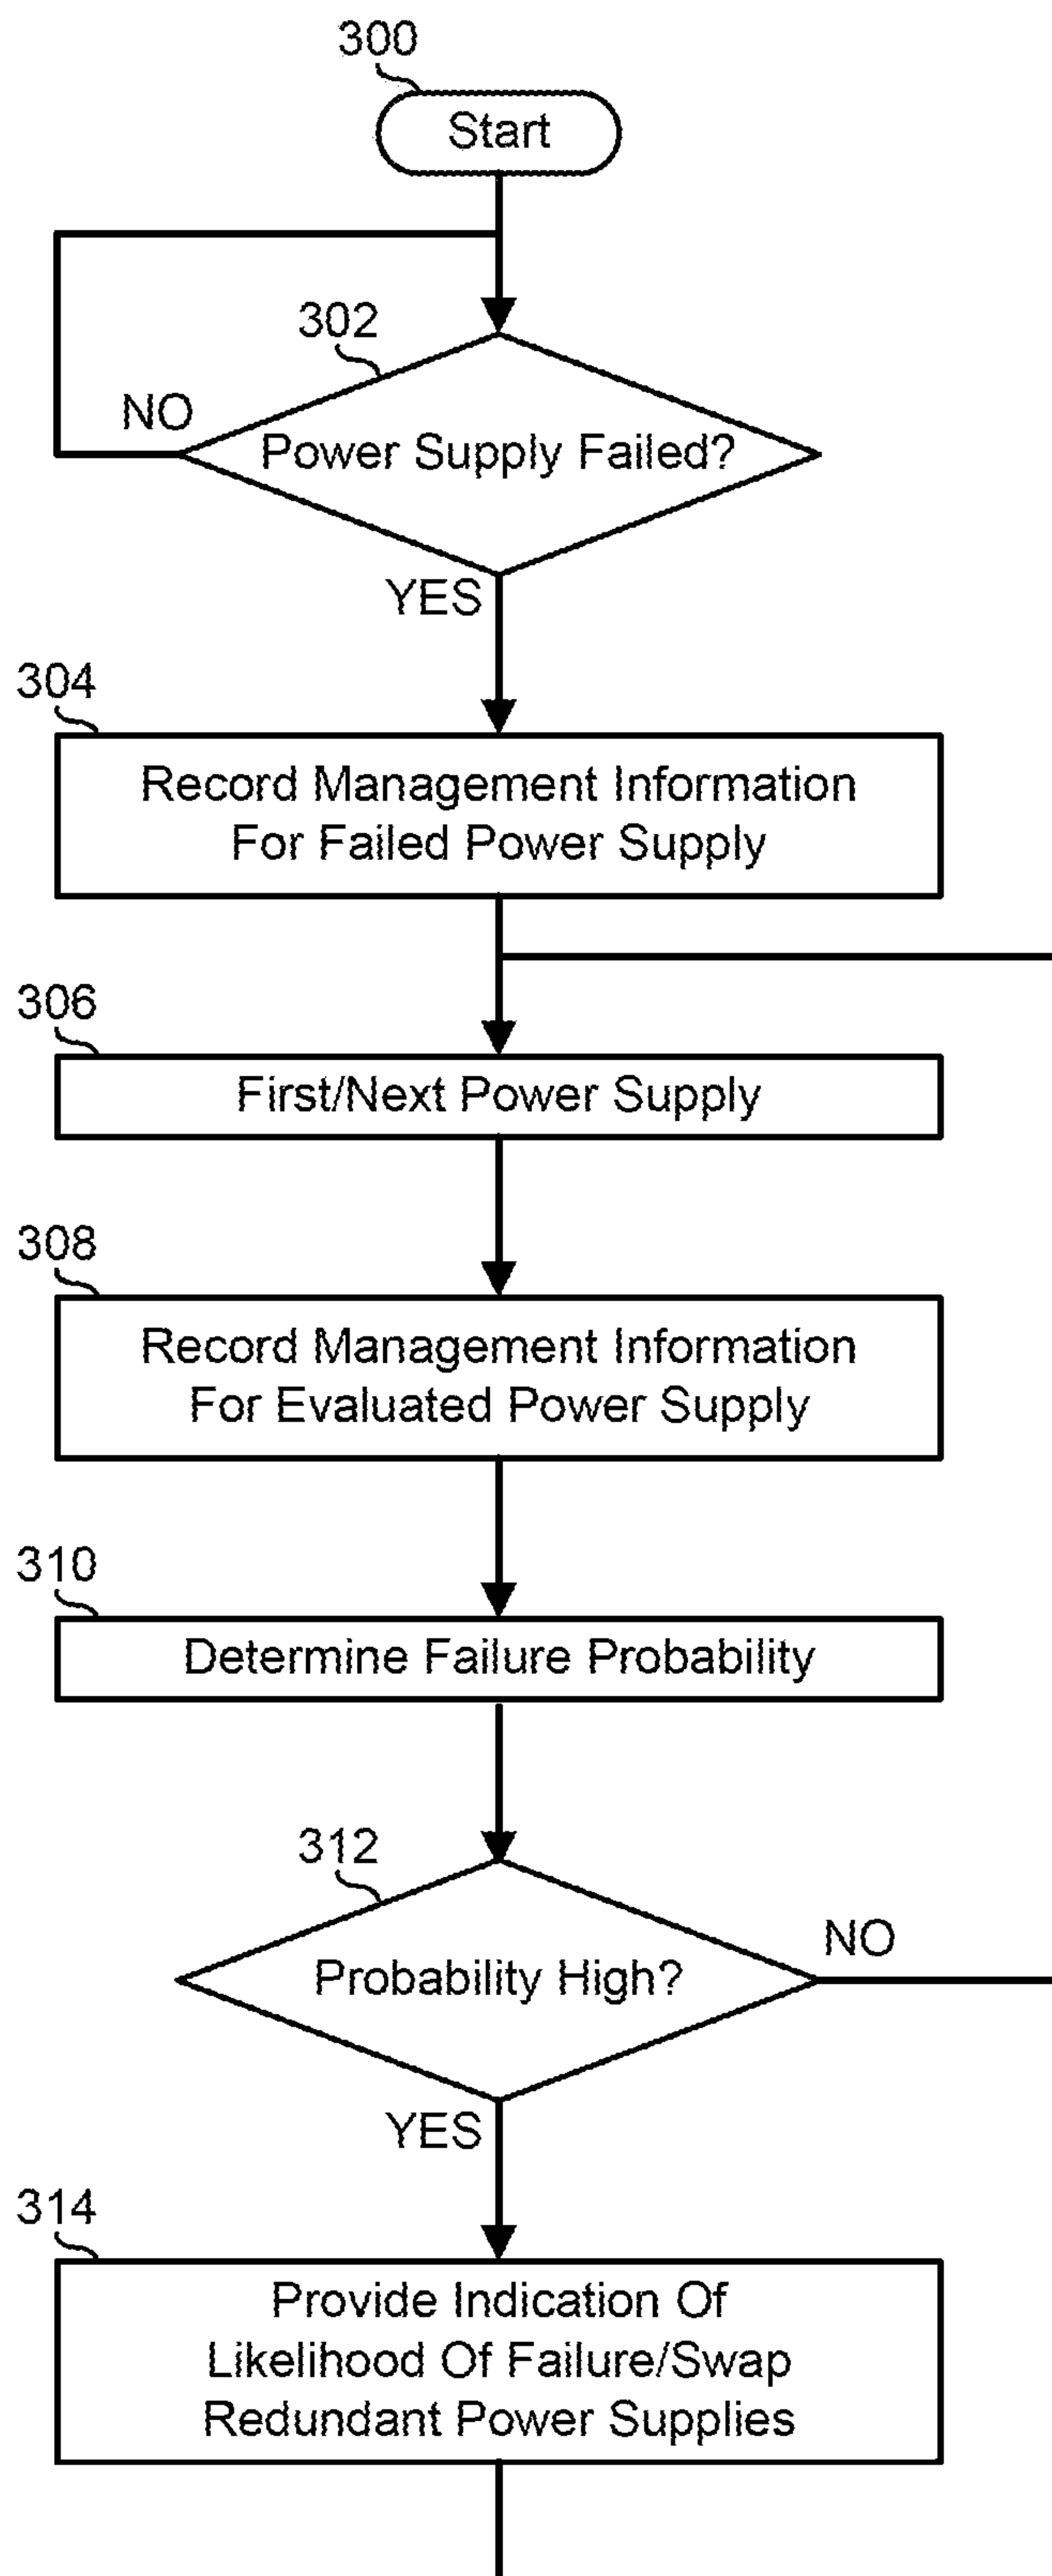 300
Start
302
NO
Power Supply Failed?
YES
304
Record Management Information
For Failed Power Supply
306
First/Next Power Supply
308
Record Management Information
For Evaluated Power Supply
310
Determine Failure Probability
312
NO
Probability High?
YES
314
Provide Indication Of
Likelihood Of Failure/Swap
Redundant Power Supplies